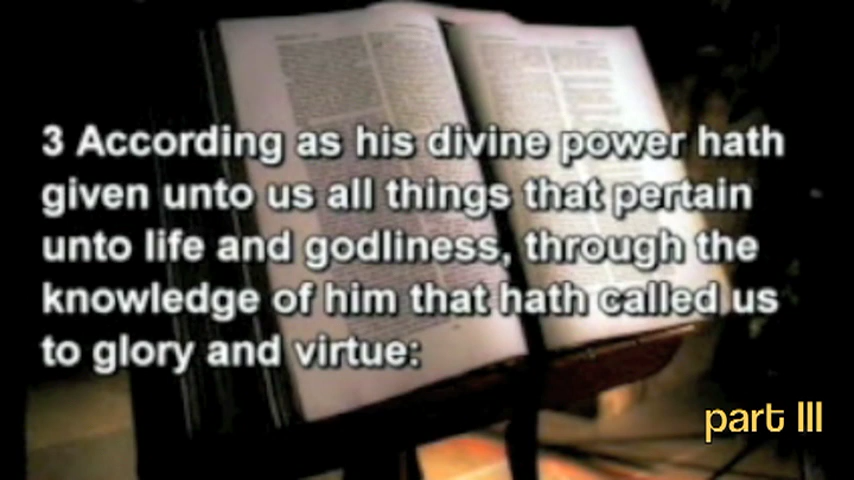 3 According as his divine power hath
given unto us all things that pertain
unto life and godliness, through the
knowledge of him that hath called us
to glory and virtue:
part III